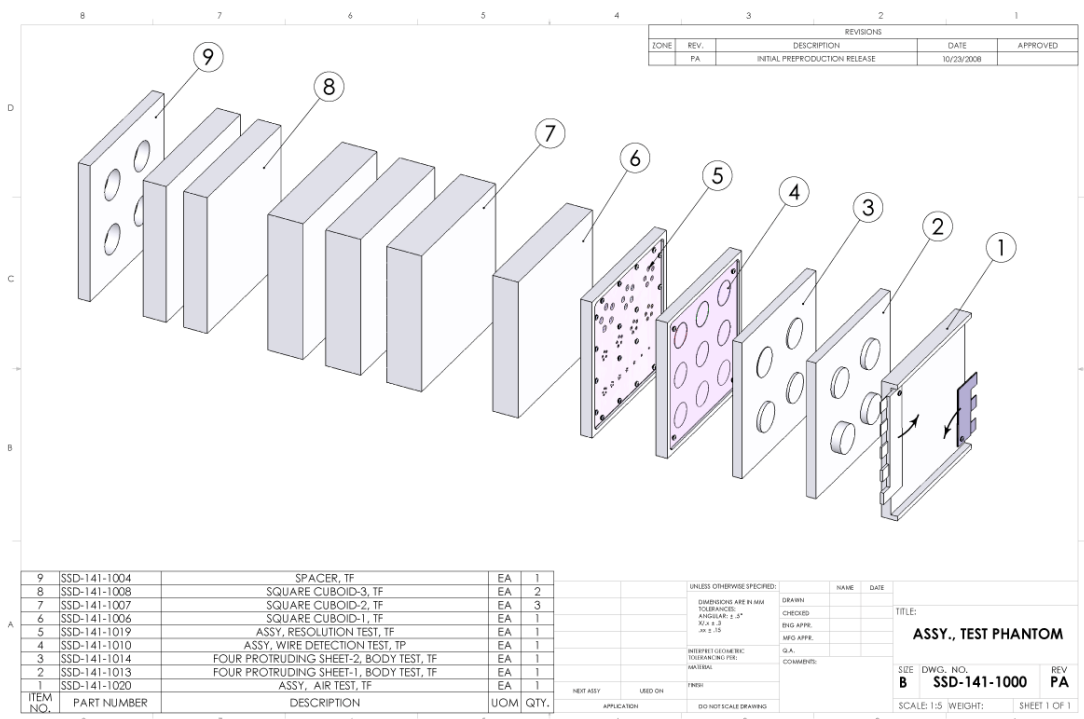 8 7 6 5 4 3 2 1
REVISIONS
ZONE REV. DESCRIPTION DATE APPROVED
PA INITIAL PREPRODUCTION RELEASE 10/23/2008
D
C
B
A
9
8
7
6
5
4
3
2
1
9 SSD-141-1004 SPACER, TF EA 1
8 SSD-141-1008 SQUARE CUBOID-3, TF EA 2
7 SSD-141-1007 SQUARE CUBOID-2, TF EA 3
6 SSD-141-1006 SQUARE CUBOID-1, TF EA 1
5 SSD-141-1019 ASSY, RESOLUTION TEST, TF EA 1
4 SSD-141-1010 ASSY, WIRE DETECTION TEST, TP EA 1
3 SSD-141-1014 FOUR PROTRUDING SHEET-2, BODY TEST, TF EA 1
2 SSD-141-1013 FOUR PROTRUDING SHEET-1, BODY TEST, TF EA 1
1 SSD-141-1020 ASSY, AIR TEST, TF EA 1
ITEM NO. PART NUMBER DESCRIPTION UOM QTY.
NEXT ASSY USED ON
APPLICATION
UNLESS OTHERWISE SPECIFIED:
DIMENSIONS ARE IN MM
TOLERANCES:
ANGULAR: ± .5°
X/.x ± .3
.xx ± .15
INTERPRET GEOMETRIC
TOLERANCING PER:
MATERIAL
FINISH
DO NOT SCALE DRAWING
NAME DATE
DRAWN
CHECKED
ENG APPR.
MFG APPR.
Q.A.
COMMENTS:
TITLE:
ASSY., TEST PHANTOM
SIZE DWG. NO. REV
B SSD-141-1000 PA
SCALE: 1:5 WEIGHT: SHEET 1 OF 1